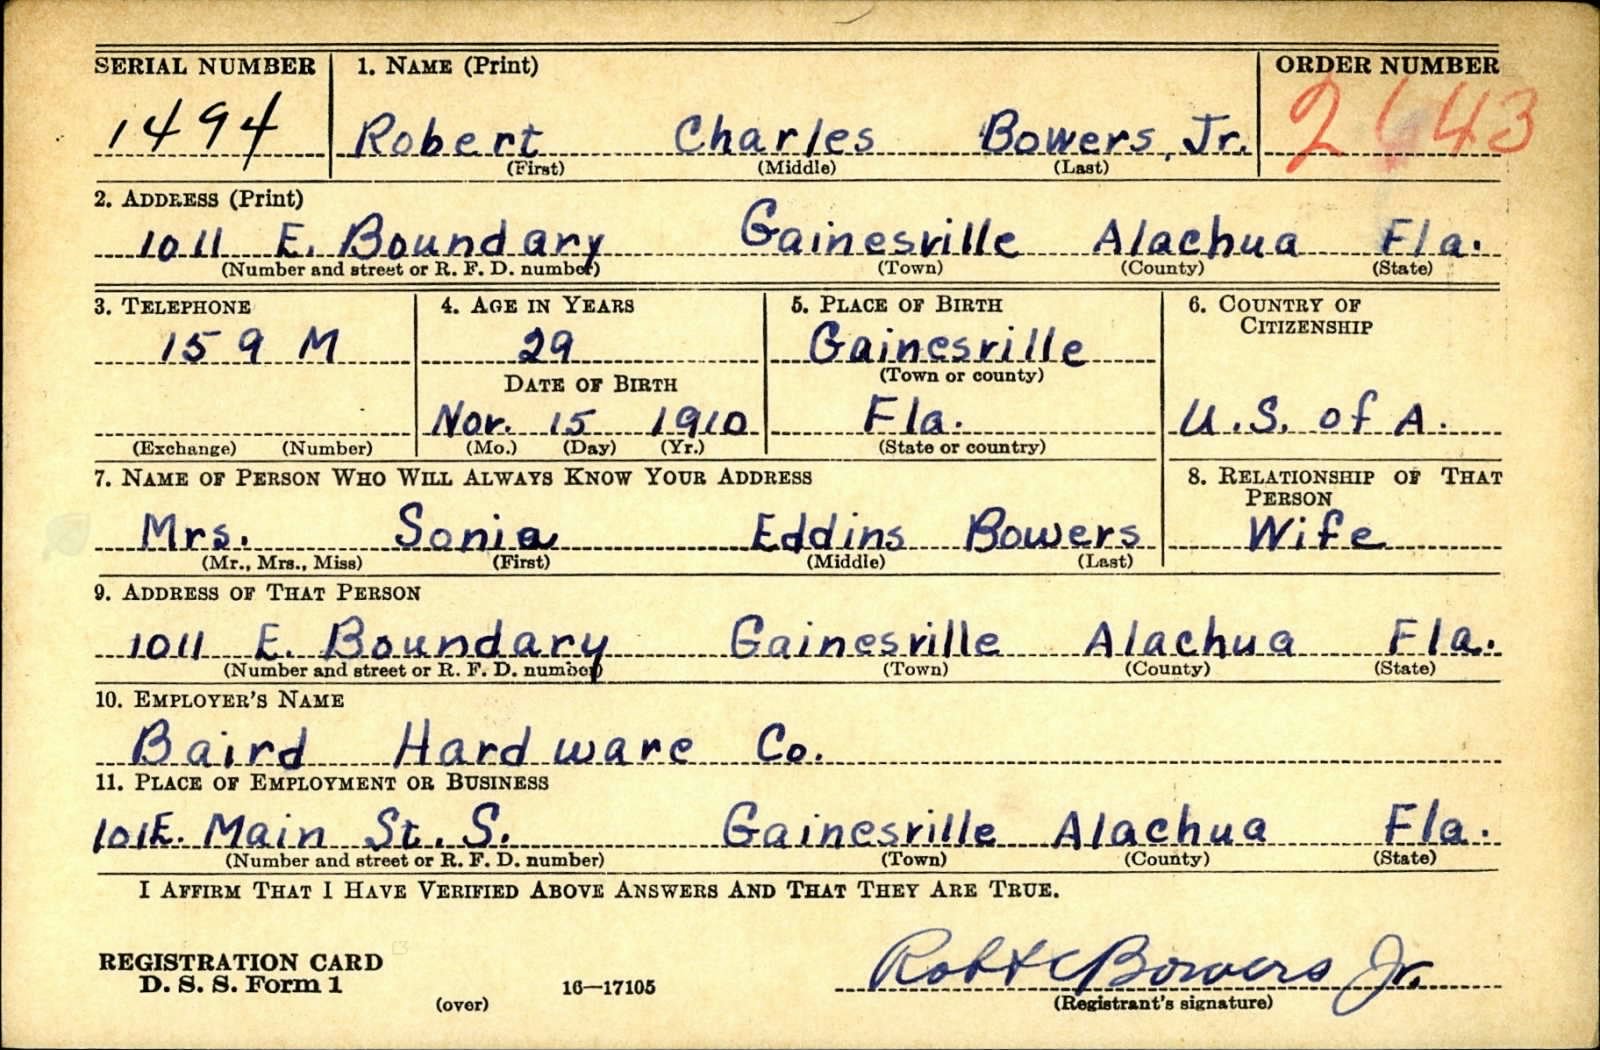 SERIAL NUMBER 1. NAME (Print) ORDER NUMBER
1494 Robert Charles Bowers, Jr.
(First) (Middle) (Last)
2. ADDRESS (Print)
1011 E. Boundary Gainesville Alachua Fla.
(Number and street or R. F. D. number) (Town) (County) (State)
3. TELEPHONE 4. AGE IN YEARS 5. PLACE OF BIRTH 6. COUNTRY OF
CITIZENSHIP
159 M 29 Gainesville
(Town or county)
DATE OF BIRTH
Nov. 15 1910 Fla. U.S. of A.
(Exchange) (Number) (Mo.) (Day) (Yr.) (State or country)
7. NAME OF PERSON WHO WILL ALWAYS KNOW YOUR ADDRESS 8. RELATIONSHIP OF THAT
PERSON
Mrs. Sonia Eddins Bowers Wife
(Mr., Mrs., Miss) (First) (Middle) (Last)
9. ADDRESS OF THAT PERSON
1011 E. Boundary Gainesville Alachua Fla.
(Number and street or R. F. D. number) (Town) (County) (State)
10. EMPLOYER'S NAME
Baird Hardware Co.
11. PLACE OF EMPLOYMENT OR BUSINESS
101 E. Main St. S. Gainesville Alachua Fla.
(Number and street or R. F. D. number) (Town) (County) (State)
I AFFIRM THAT I HAVE VERIFIED ABOVE ANSWERS AND THAT THEY ARE TRUE.
REGISTRATION CARD
D. S. S. Form 1 16—17105 Robt C Bowers Jr.
(over) (Registrant's signature)